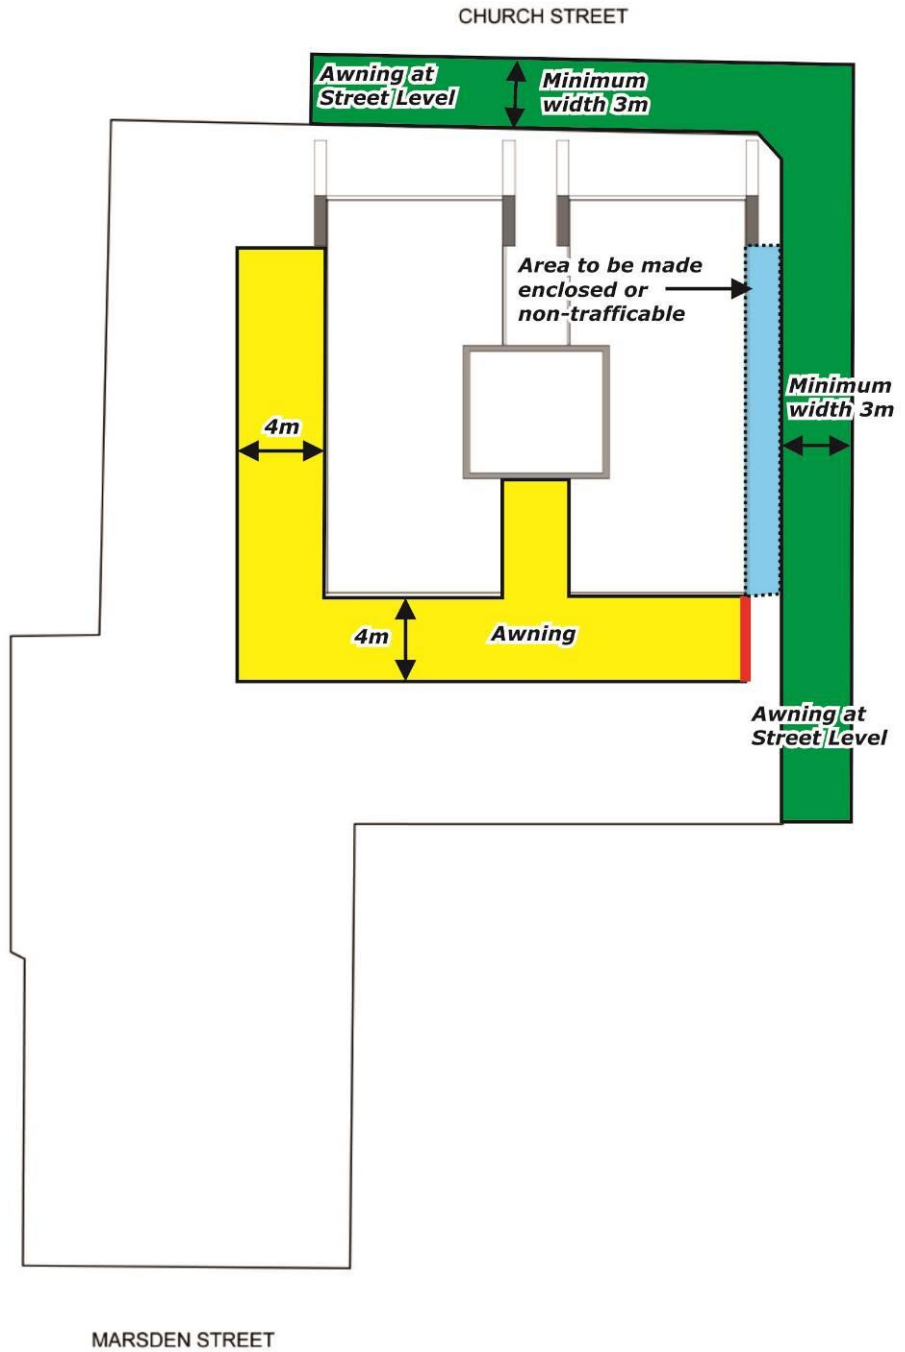 CHURCH STREET
Awning at
Street Level
Minimum
width 3m
Area to be made
enclosed or
non-trafficable
Minimum
width 3m
4m
4m
Awning
Awning at
Street Level
MARSDEN STREET